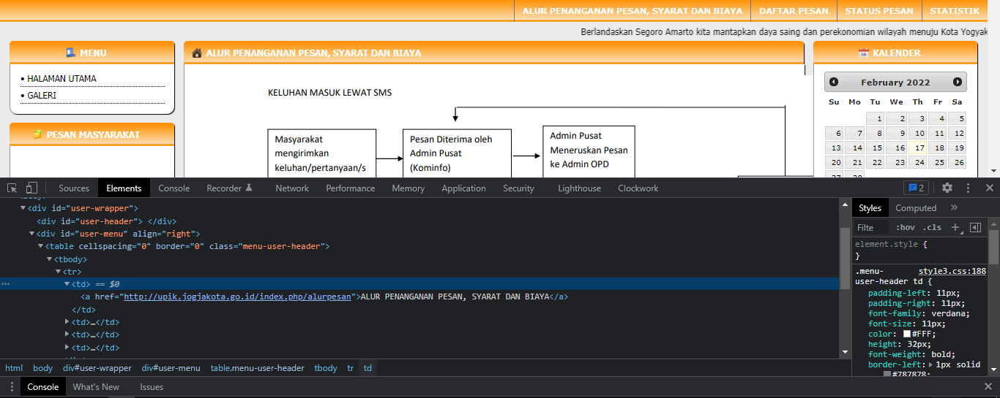 ALUR PENANGANAN PESAN, SYARAT DAN BIAYA DAFTAR PESAN STATUS PESAN STATISTIK
Berlandaskan Segoro Amarto kita mantapkan daya saing dan perekonomian wilayah menuju Kota Yogyak
MENU
• HALAMAN UTAMA
• GALERI
PESAN MASYARAKAT
ALUR PENANGANAN PESAN, SYARAT DAN BIAYA
KELUHAN MASUK LEWAT SMS
Masyarakat
mengirimkan
keluhan/pertanyaan/s
Pesan Diterima oleh
Admin Pusat
(Kominfo)
Admin Pusat
Meneruskan Pesan
ke Admin OPD
KALENDER
February 2022
Su Mo Tu We Th Fr Sa
1 2 3 4 5
6 7 8 9 10 11 12
13 14 15 16 17 18 19
20 21 22 23 24 25 26
27 28
Sources Elements Console Recorder Network Performance Memory Application Security Lighthouse Clockwork 2
<div id="user-wrapper">
<div id="user-header"> </div>
<div id="user-menu" align="right">
<table cellspacing="0" border="0" class="menu-user-header">
<tbody>
<tr>
... <td> == $0
<a href="http://upik.jogjakota.go.id/index.php/alurpesan">ALUR PENANGANAN PESAN, SYARAT DAN BIAYA</a>
</td>
<td>…</td>
<td>…</td>
<td>…</td>
html body div#user-wrapper div#user-menu table.menu-user-header tbody tr td
Styles Computed »
Filte :hov .cls +
element.style {
}
.menu- style3.css:188
user-header td {
padding-left: 11px;
padding-right: 11px;
font-family: verdana;
font-size: 11px;
color: #FFF;
height: 32px;
font-weight: bold;
border-left: 1px solid
#787878;
Console What's New Issues